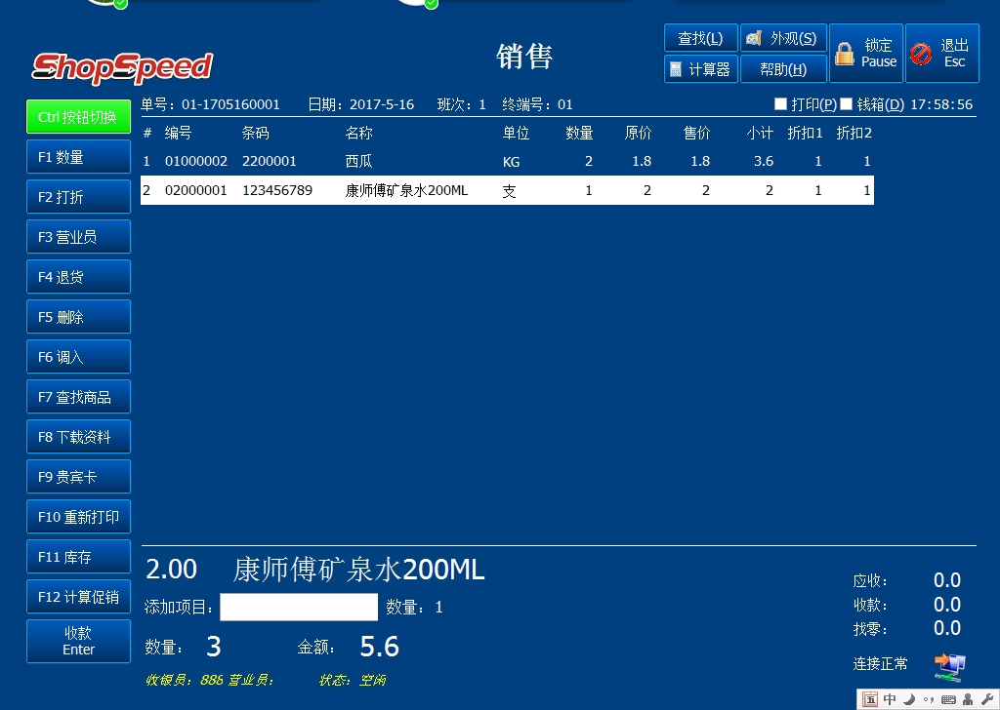 ShopSpeed
销售
查找(L)
外观(S)
计算器
帮助(H)
锁定
Pause
退出
Esc
单号：01-1705160001 日期：2017-5-16 班次：1 终端号：01 打印(P) 钱箱(D) 17:58:56
Ctrl 按钮切换
F1 数量
F2 打折
F3 营业员
F4 退货
F5 删除
F6 调入
F7 查找商品
F8 下载资料
F9 贵宾卡
F10 重新打印
F11 库存
F12 计算促销
收款
Enter
# 编号 条码 名称 单位 数量 原价 售价 小计 折扣1 折扣2
1 01000002 2200001 西瓜 KG 2 1.8 1.8 3.6 1 1
2 02000001 123456789 康师傅矿泉水200ML 支 1 2 2 2 1 1
2.00 康师傅矿泉水200ML
添加项目： 数量：1
数量： 3 金额： 5.6
收银员：886 营业员： 状态：空闲
应收： 0.0
收款： 0.0
找零： 0.0
连接正常
五 中